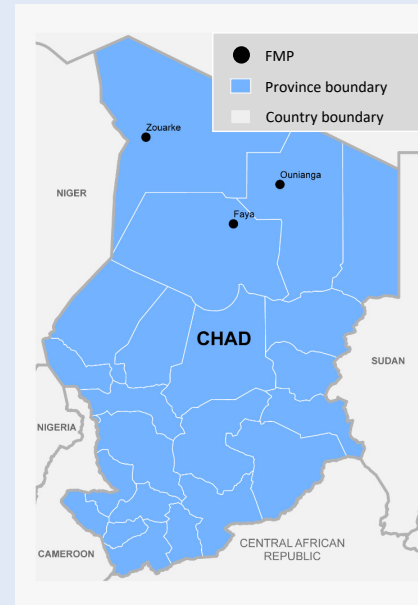 FMP
Province boundary
Country boundary
Zouarke
Ounianga
NIGER
Faya
CHAD
SUDAN
NIGERIA
CENTRAL AFRICAN
REPUBLIC
CAMEROON